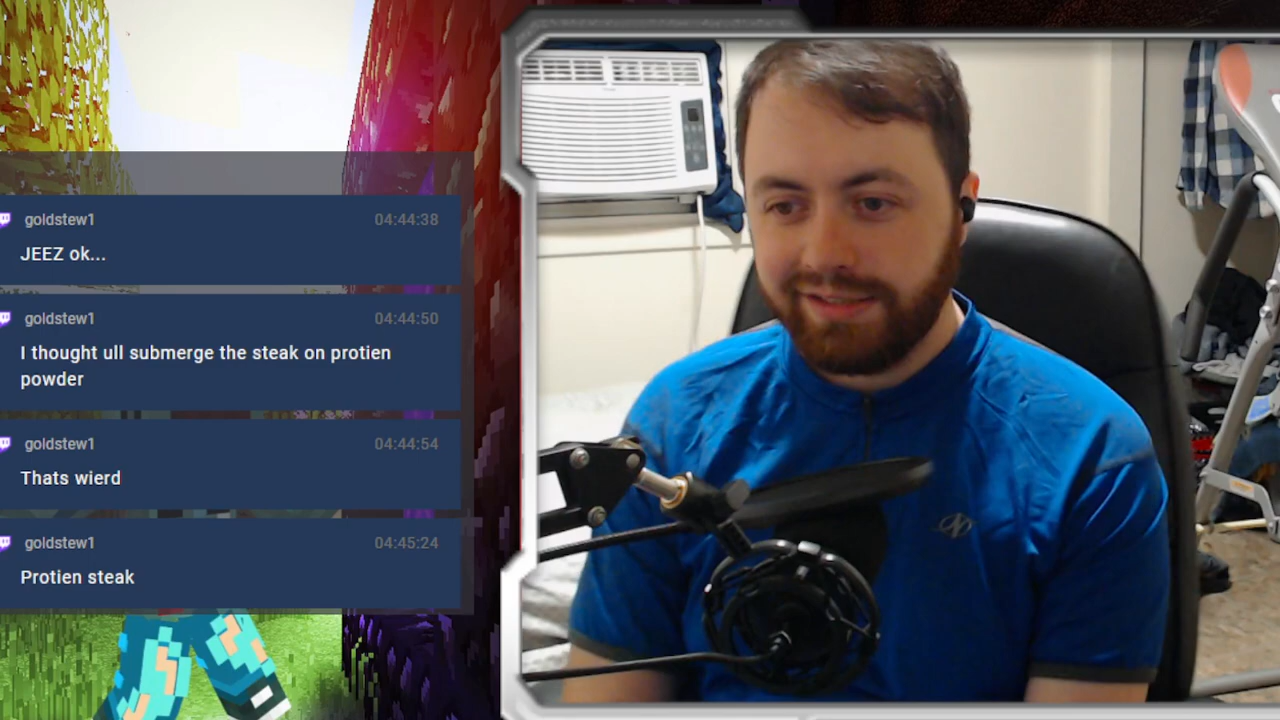 goldstew1 04:44:38
JEEZ ok...
goldstew1 04:44:50
I thought ull submerge the steak on protien
powder
goldstew1 04:44:54
Thats wierd
goldstew1 04:45:24
Protien steak